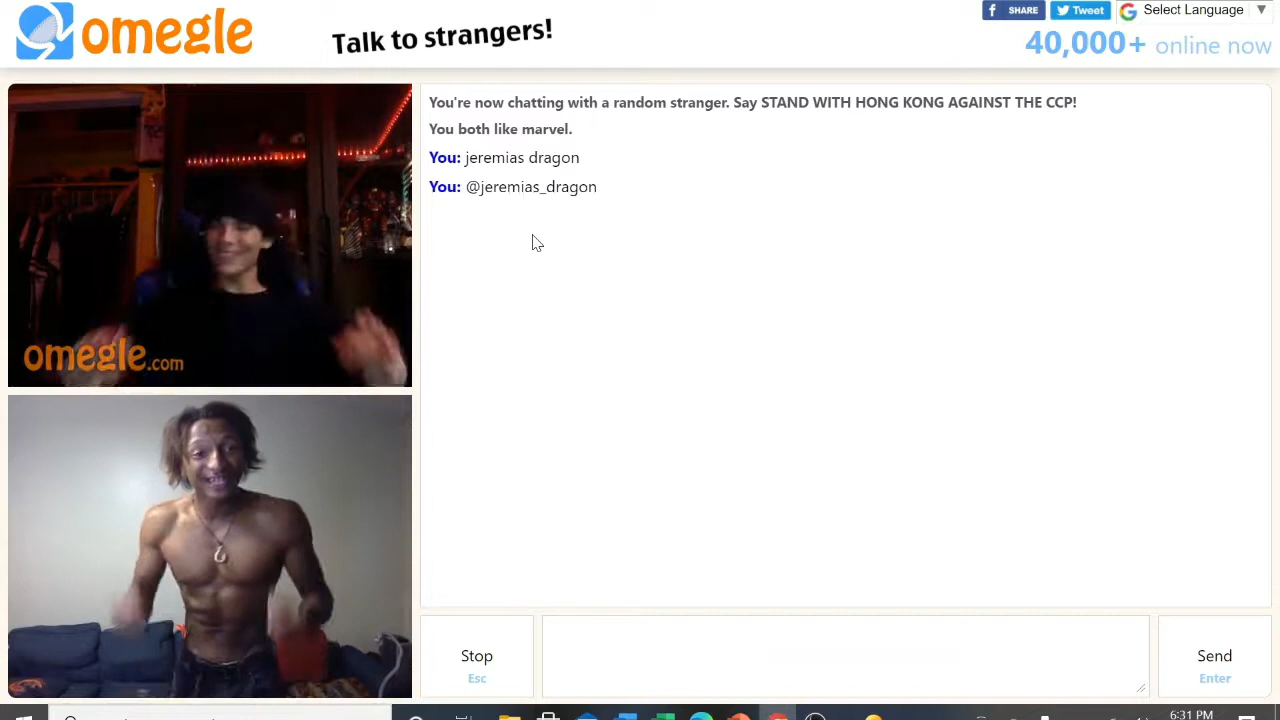 omegle
Talk to strangers!
f SHARE
Tweet
G Select Language ▼
40,000+ online now
omegle.com
You're now chatting with a random stranger. Say STAND WITH HONG KONG AGAINST THE CCP!
You both like marvel.
You: jeremias dragon
You: @jeremias_dragon
Stop
Esc
Send
Enter
6:31 PM